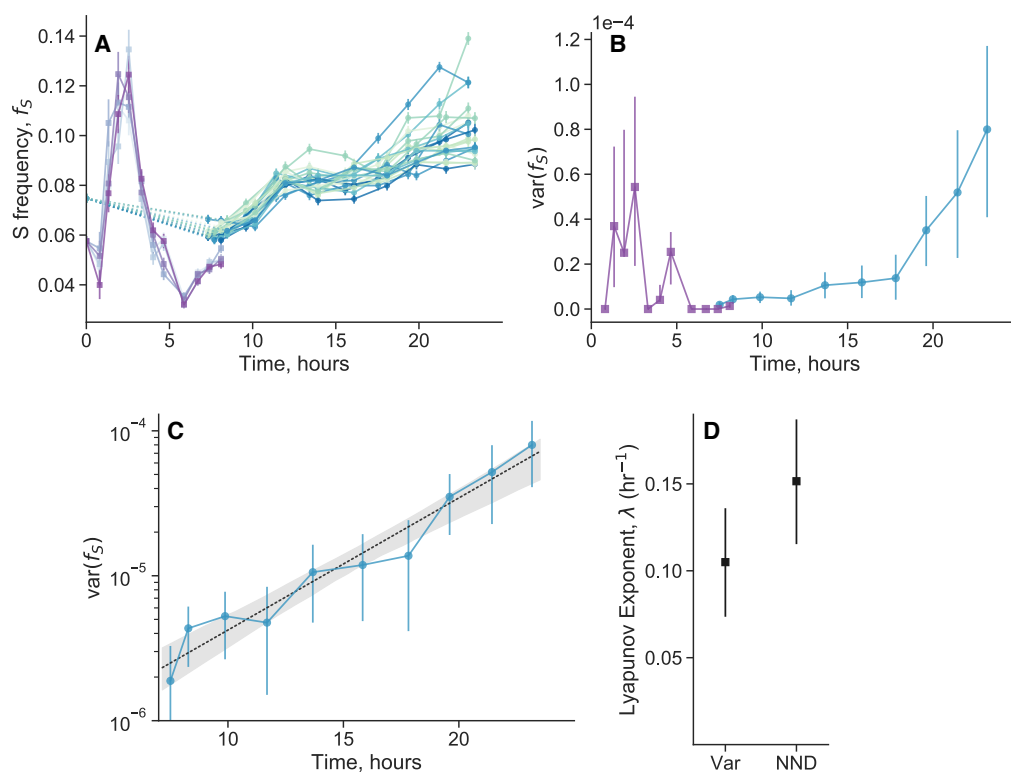 A
S frequency, f_S
0.14
0.12
0.10
0.08
0.06
0.04
0
5
10
15
20
Time, hours
B
1e−4
var(f_S)
1.2
1.0
0.8
0.6
0.4
0.2
0.0
0
5
10
15
20
Time, hours
C
var(f_S)
10⁻⁴
10⁻⁵
10⁻⁶
10
15
20
Time, hours
D
Lyapunov Exponent, λ (hr⁻¹)
0.15
0.10
0.05
Var
NND